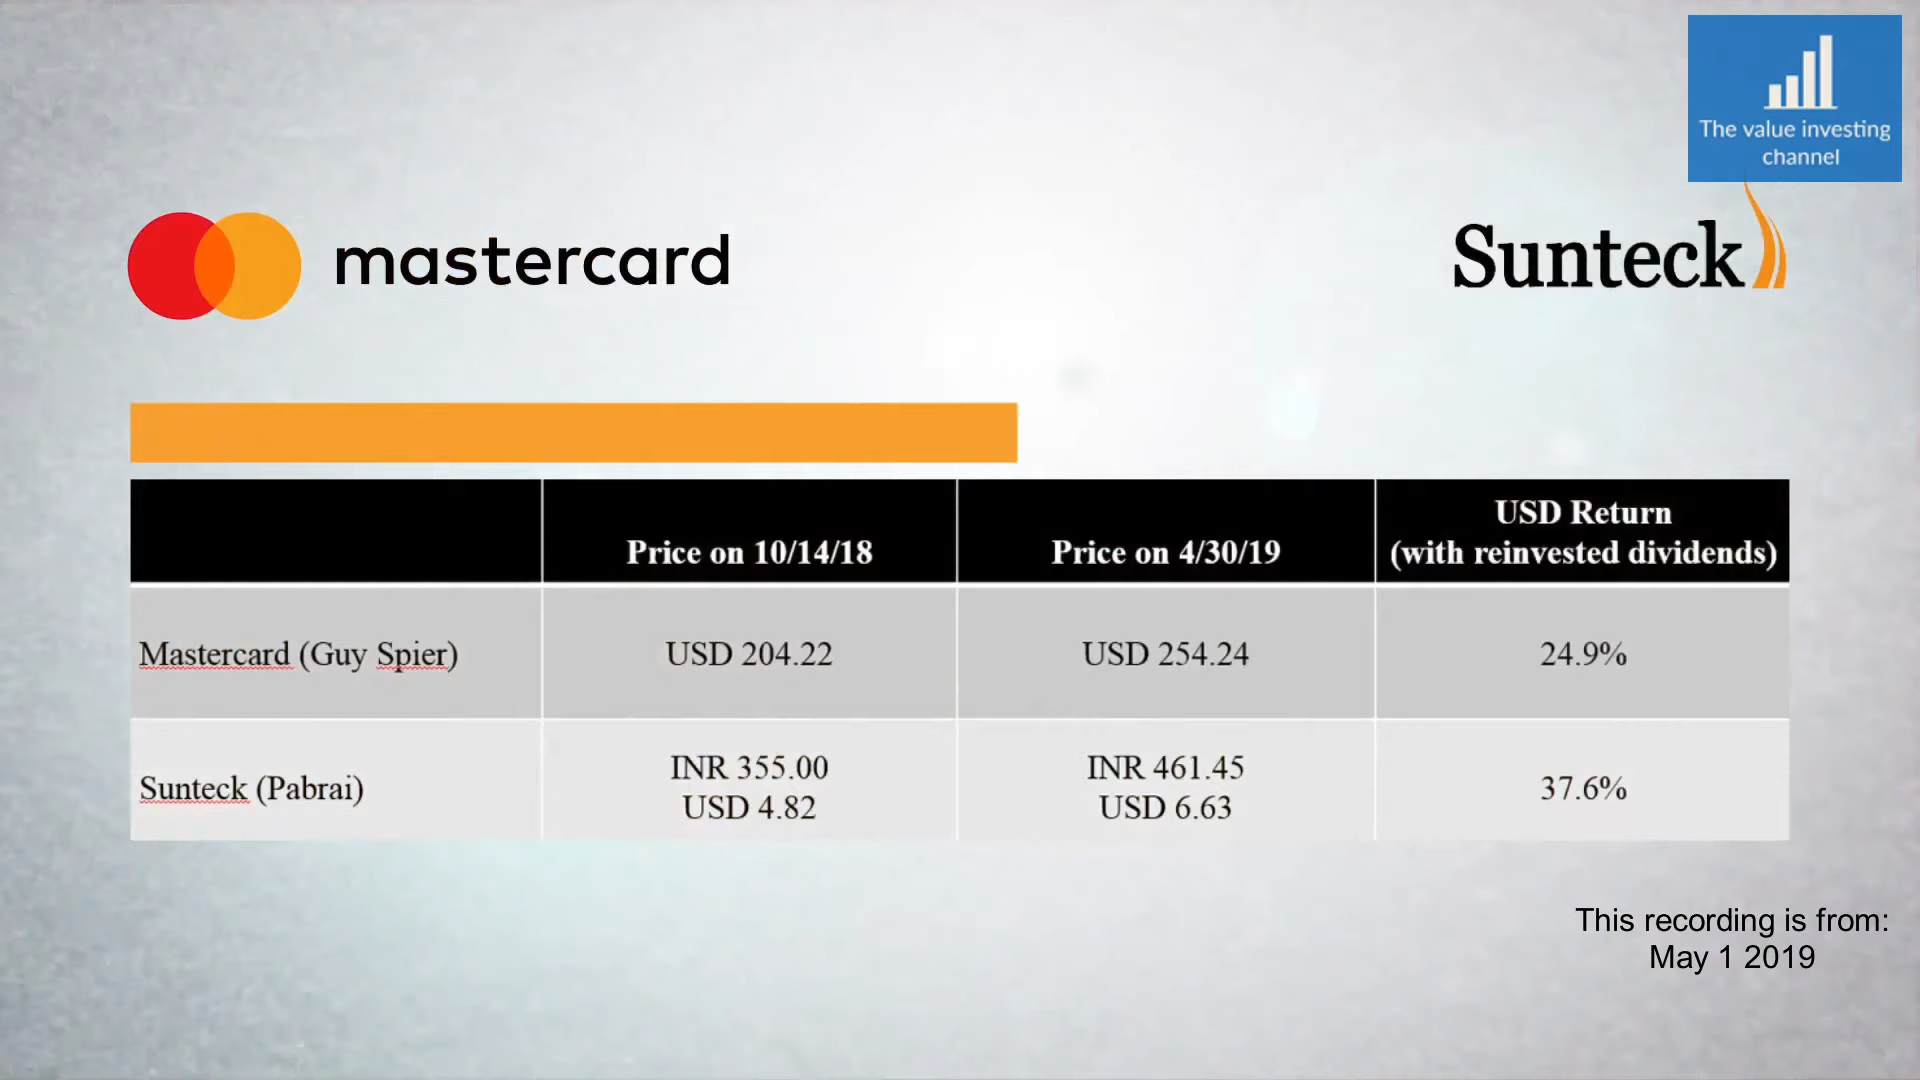 The value investing
channel
mastercard
Sunteck
Price on 10/14/18
Price on 4/30/19
USD Return
(with reinvested dividends)
Mastercard (Guy Spier)
USD 204.22
USD 254.24
24.9%
Sunteck (Pabrai)
INR 355.00
USD 4.82
INR 461.45
USD 6.63
37.6%
This recording is from:
May 1 2019